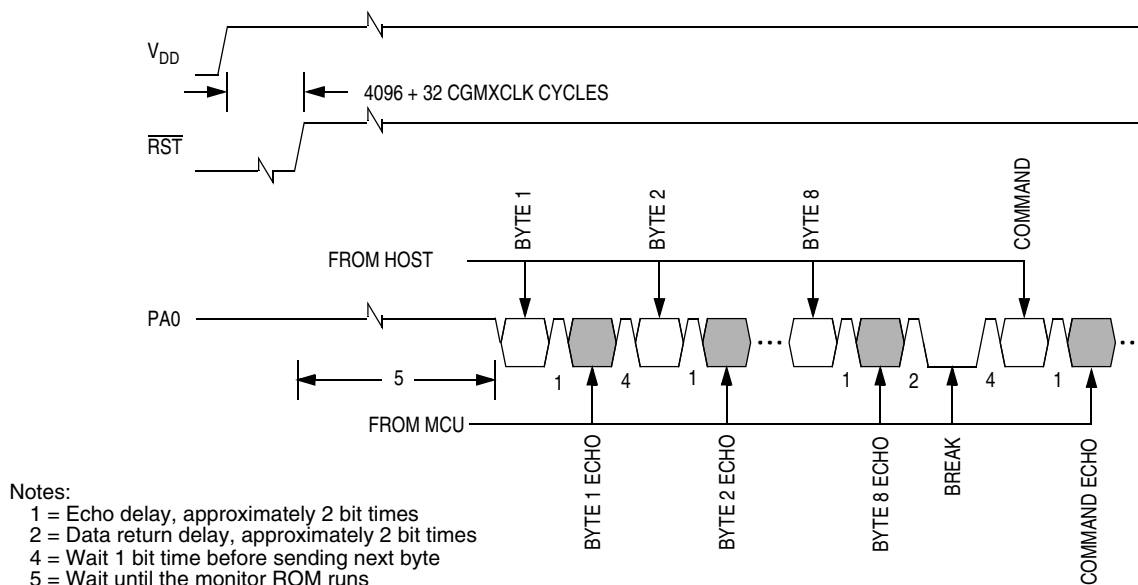 VDD
4096 + 32 CGMXCLK CYCLES
RST
BYTE 1
BYTE 2
BYTE 8
COMMAND
FROM HOST
PA0
5
1
4
1
1
2
4
1
FROM MCU
BYTE 1 ECHO
BYTE 2 ECHO
BYTE 8 ECHO
BREAK
COMMAND ECHO
Notes:
1 = Echo delay, approximately 2 bit times
2 = Data return delay, approximately 2 bit times
4 = Wait 1 bit time before sending next byte
5 = Wait until the monitor ROM runs